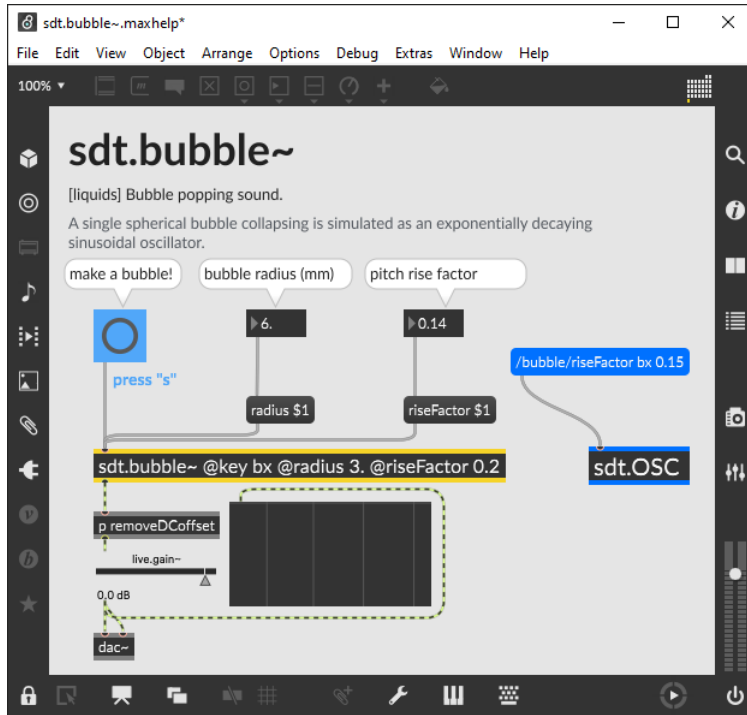 sdt.bubble~.maxhelp*
File Edit View Object Arrange Options Debug Extras Window Help
100%
sdt.bubble~
[liquids] Bubble popping sound.
A single spherical bubble collapsing is simulated as an exponentially decaying
sinusoidal oscillator.
make a bubble! bubble radius (mm) pitch rise factor
6. 0.14
/bubble/riseFactor bx 0.15
press "s"
radius $1 riseFactor $1
sdt.bubble~ @key bx @radius 3. @riseFactor 0.2 sdt.OSC
p removeDCoffset
live.gain~
0.0 dB
dac~